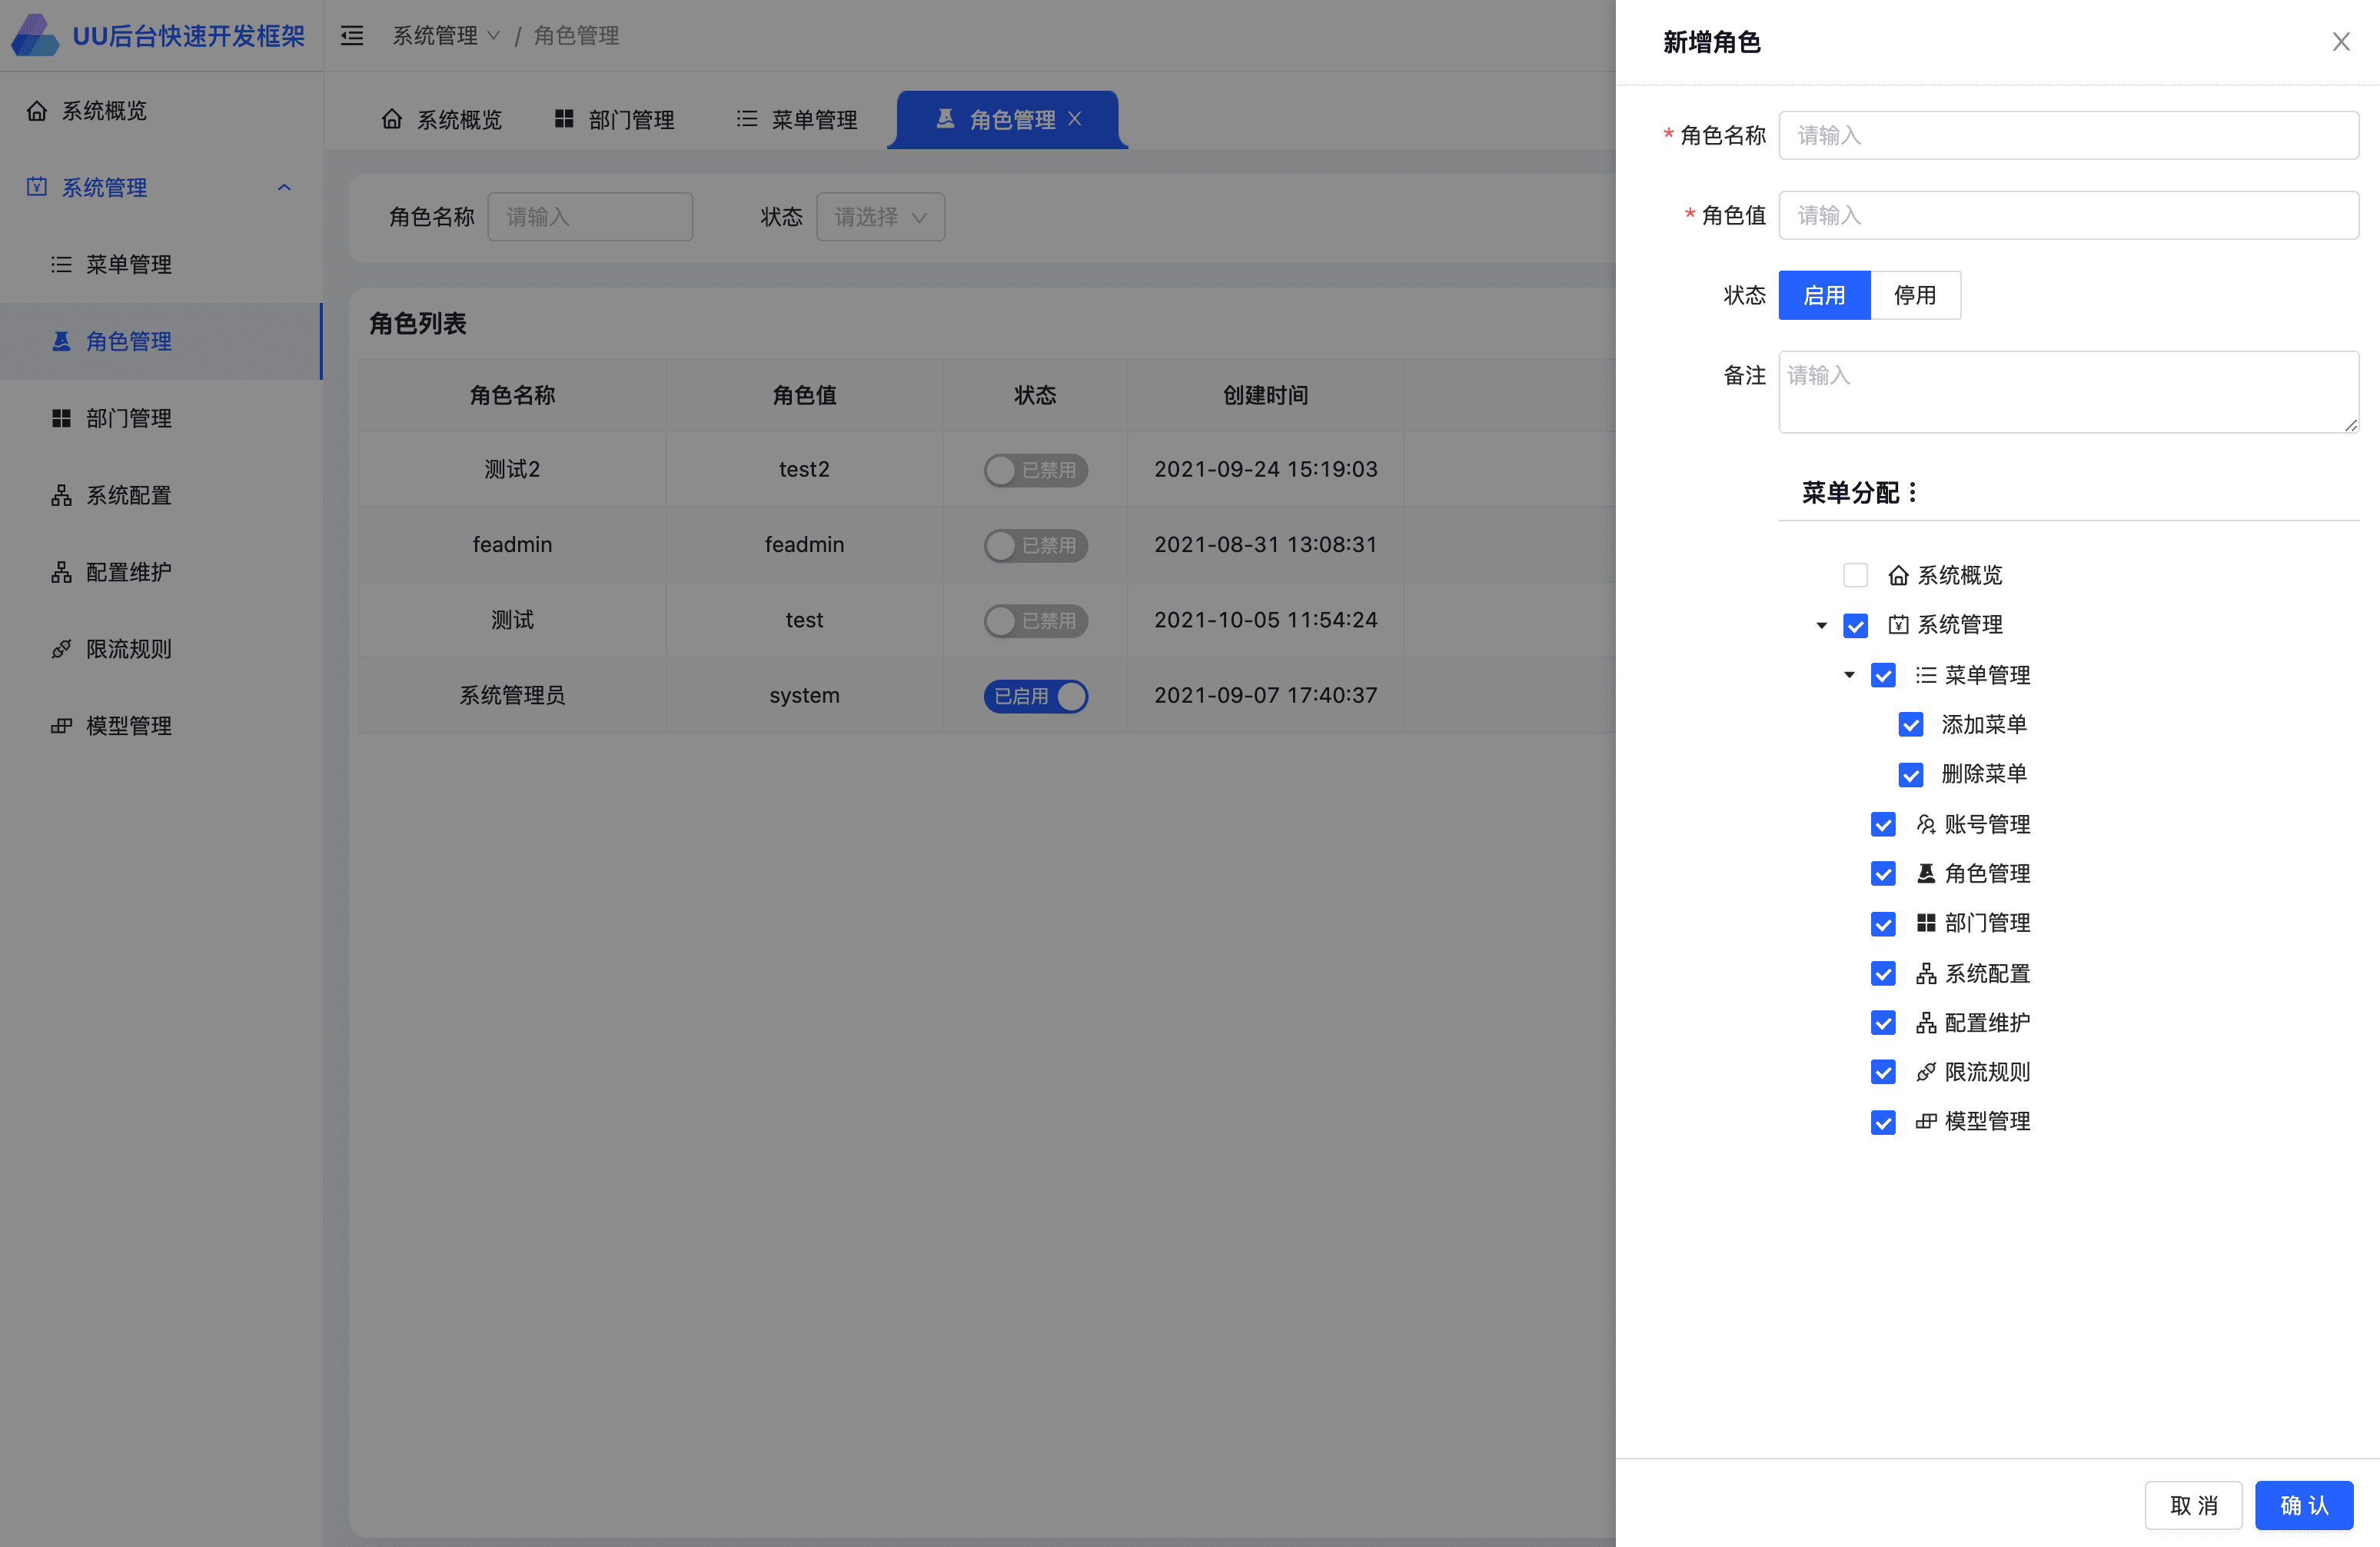 UU后台快速开发框架
系统管理 / 角色管理
系统概览
系统管理
菜单管理
角色管理
部门管理
系统配置
配置维护
限流规则
模型管理
系统概览 部门管理 菜单管理 角色管理
角色名称 请输入 状态 请选择
角色列表
角色名称 角色值 状态 创建时间
测试2 test2 已禁用 2021-09-24 15:19:03
feadmin feadmin 已禁用 2021-08-31 13:08:31
测试 test 已禁用 2021-10-05 11:54:24
系统管理员 system 已启用 2021-09-07 17:40:37
新增角色
* 角色名称 请输入
* 角色值 请输入
状态 启用 停用
备注 请输入
菜单分配：
系统概览
系统管理
菜单管理
添加菜单
删除菜单
账号管理
角色管理
部门管理
系统配置
配置维护
限流规则
模型管理
取 消 确 认